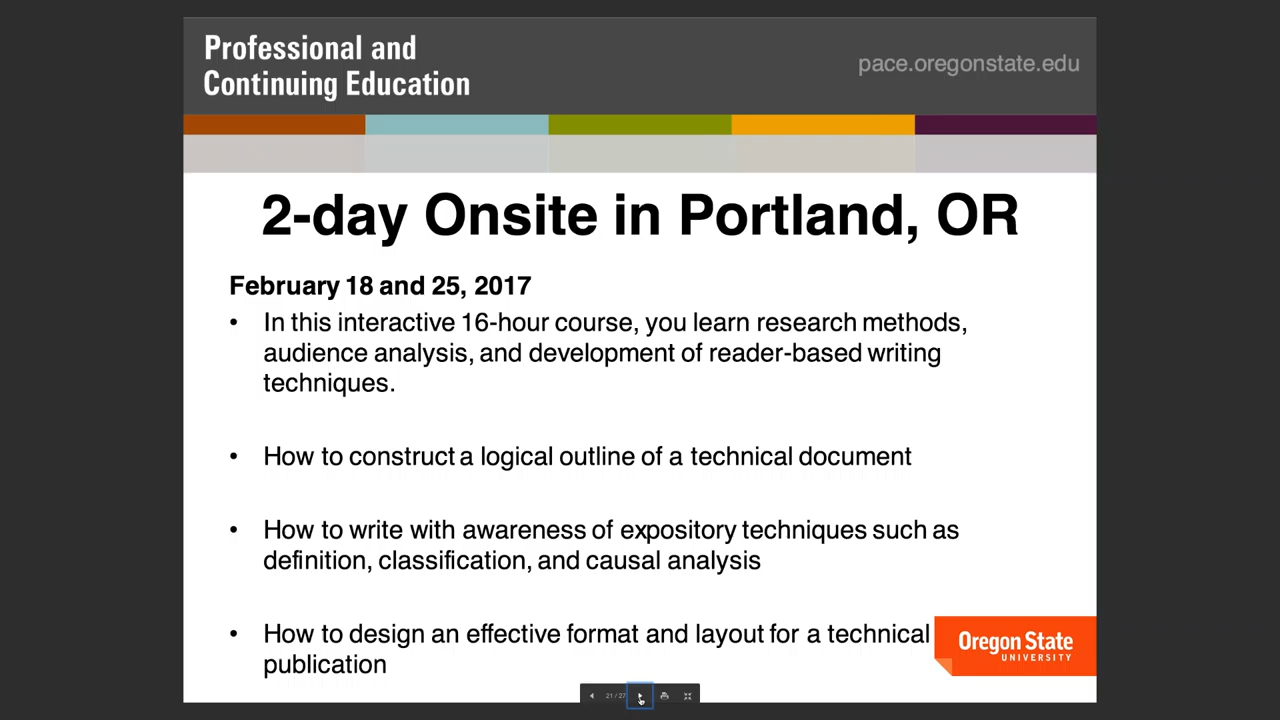 Professional and
Continuing Education
pace.oregonstate.edu
2-day Onsite in Portland, OR
February 18 and 25, 2017
• In this interactive 16-hour course, you learn research methods,
audience analysis, and development of reader-based writing
techniques.
• How to construct a logical outline of a technical document
• How to write with awareness of expository techniques such as
definition, classification, and causal analysis
• How to design an effective format and layout for a technical
publication
Oregon State
UNIVERSITY
21 / 27